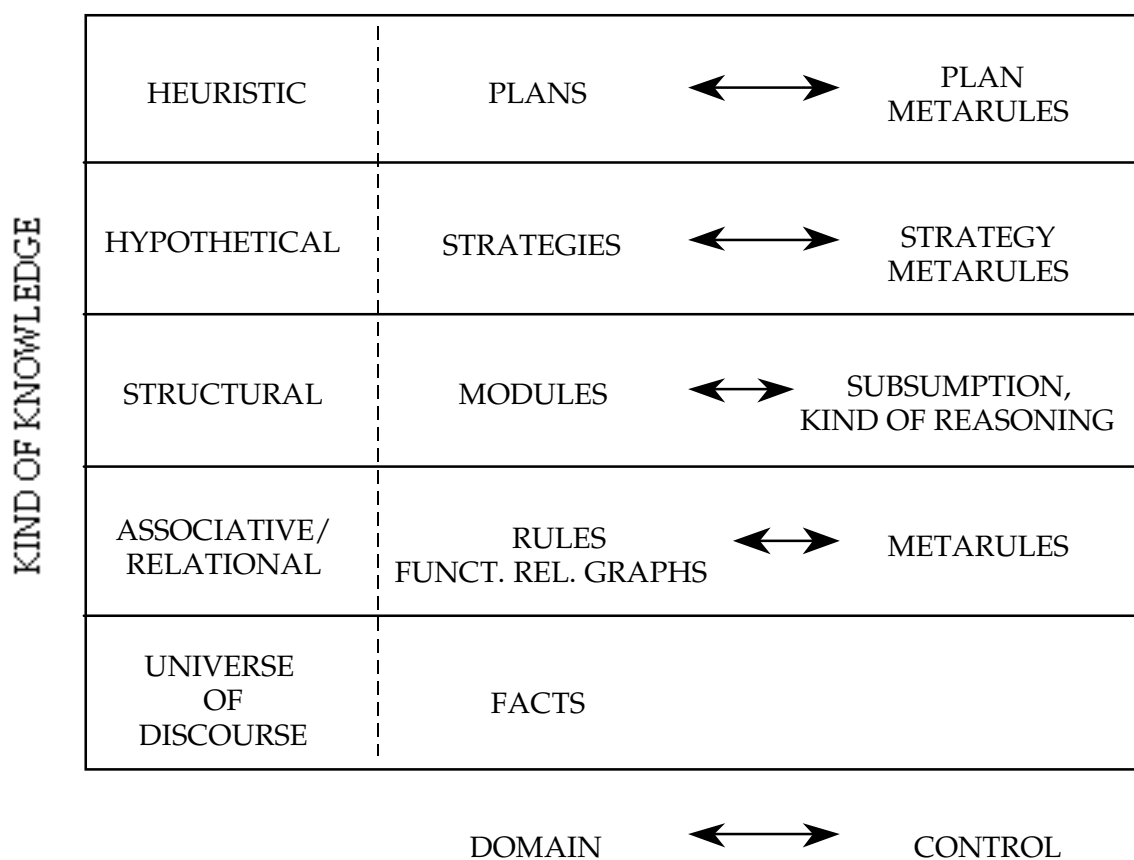 KIND OF KNOWLEDGE
HEURISTIC
PLANS
PLAN
METARULES
HYPOTHETICAL
STRATEGIES
STRATEGY
METARULES
STRUCTURAL
MODULES
SUBSUMPTION,
KIND OF REASONING
ASSOCIATIVE/
RELATIONAL
RULES
FUNCT. REL. GRAPHS
METARULES
UNIVERSE
OF
DISCOURSE
FACTS
DOMAIN
CONTROL